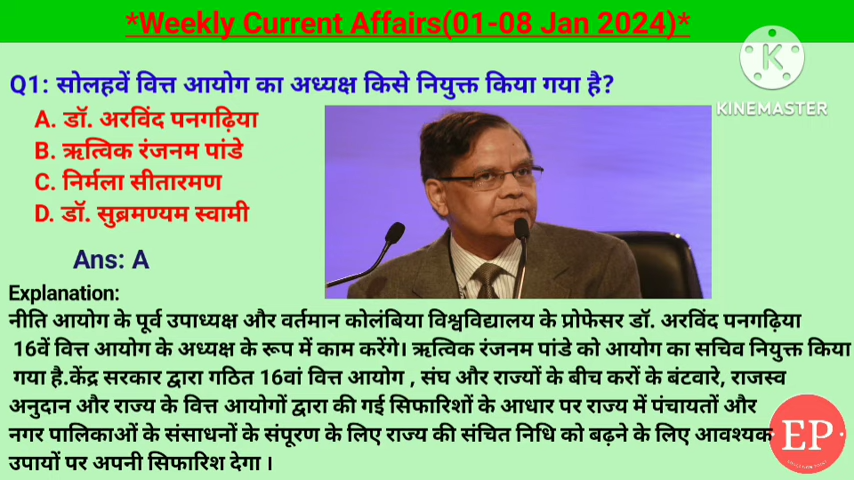 *Weekly Current Affairs(01-08 Jan 2024)*
Q1: सोलहवें वित्त आयोग का अध्यक्ष किसे नियुक्त किया गया है?
K
KINEMASTER
A. डॉ. अरविंद पनगढ़िया
B. ऋत्विक रंजनम पांडे
C. निर्मला सीतारमण
D. डॉ. सुब्रमण्यम स्वामी
Ans: A
Explanation:
नीति आयोग के पूर्व उपाध्यक्ष और वर्तमान कोलंबिया विश्वविद्यालय के प्रोफेसर डॉ. अरविंद पनगढ़िया
16वें वित्त आयोग के अध्यक्ष के रूप में काम करेंगे। ऋत्विक रंजनम पांडे को आयोग का सचिव नियुक्त किया
गया है.केंद्र सरकार द्वारा गठित 16वां वित्त आयोग , संघ और राज्यों के बीच करों के बंटवारे, राजस्व
अनुदान और राज्य के वित्त आयोगों द्वारा की गई सिफारिशों के आधार पर राज्य में पंचायतों और
नगर पालिकाओं के संसाधनों के संपूरण के लिए राज्य की संचित निधि को बढ़ने के लिए आवश्यक
उपायों पर अपनी सिफारिश देगा ।
EP